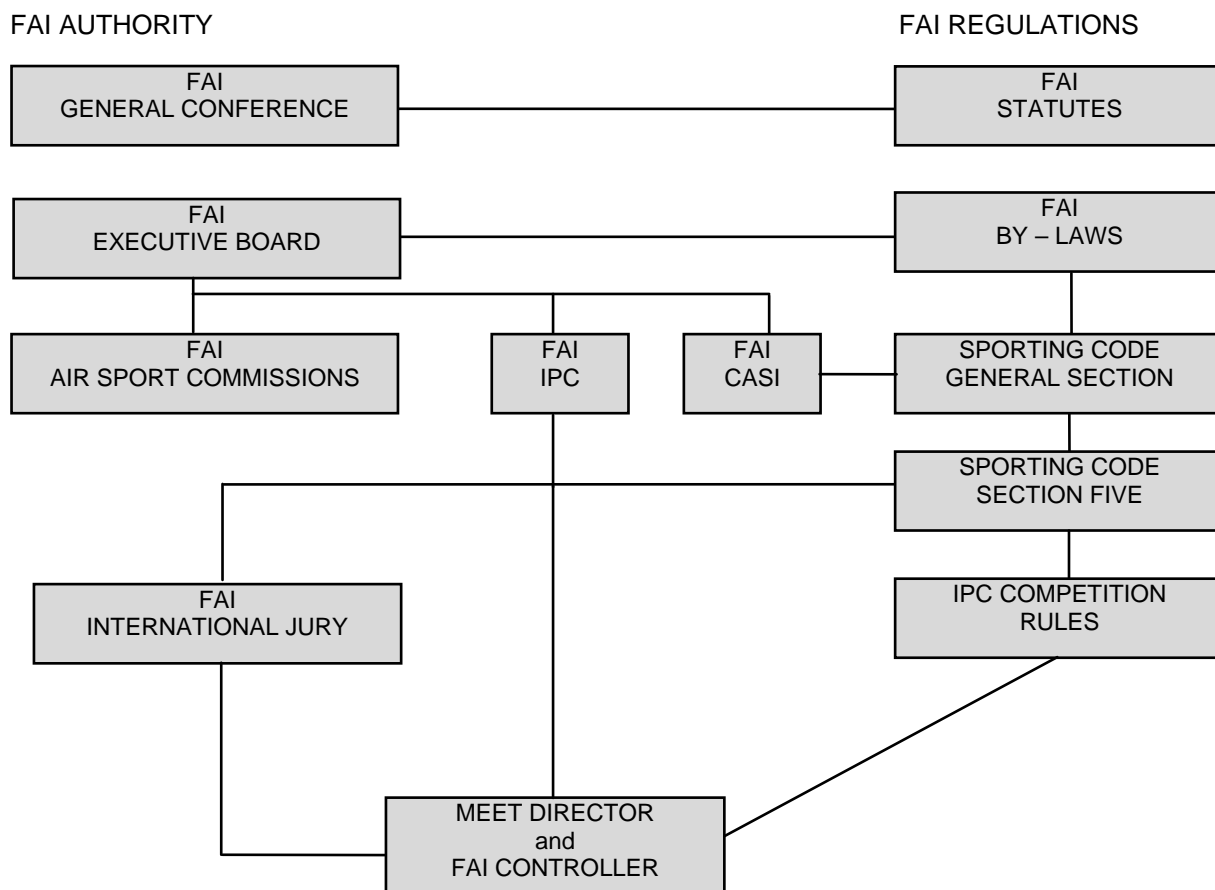 FAI AUTHORITY
FAI REGULATIONS
FAI
GENERAL CONFERENCE
FAI
STATUTES
FAI
EXECUTIVE BOARD
FAI
BY – LAWS
FAI
AIR SPORT COMMISSIONS
FAI
IPC
FAI
CASI
SPORTING CODE
GENERAL SECTION
SPORTING CODE
SECTION FIVE
FAI
INTERNATIONAL JURY
IPC COMPETITION
RULES
MEET DIRECTOR
and
FAI CONTROLLER